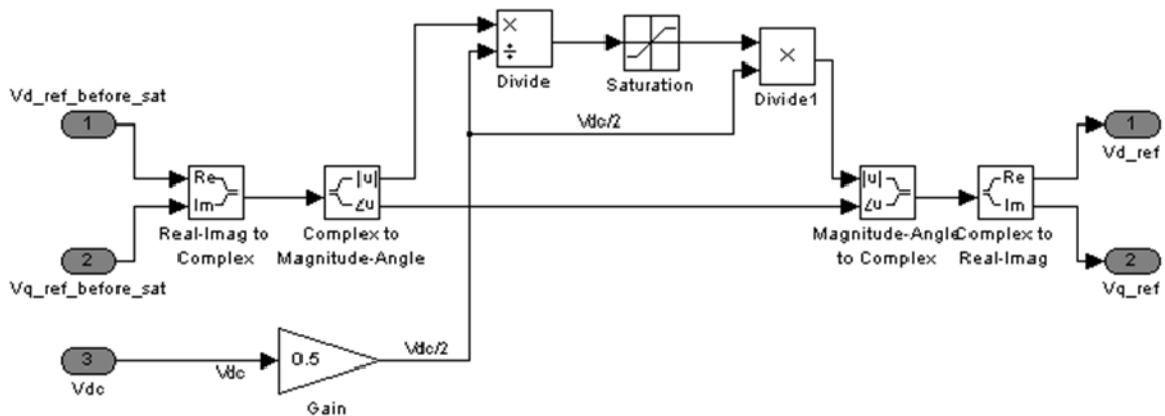 Vd_ref_before_sat
1
Vq_ref_before_sat
2
Vdc
3
Vdc
0.5
Gain
Vdc/2
Re
Im
Real-Imag to
Complex
|u|
∠u
Complex to
Magnitude-Angle
×
÷
Divide
Saturation
Vdc/2
×
Divide1
|u|
∠u
Magnitude-Angle
to Complex
Re
Im
Complex to
Real-Imag
1
Vd_ref
2
Vq_ref